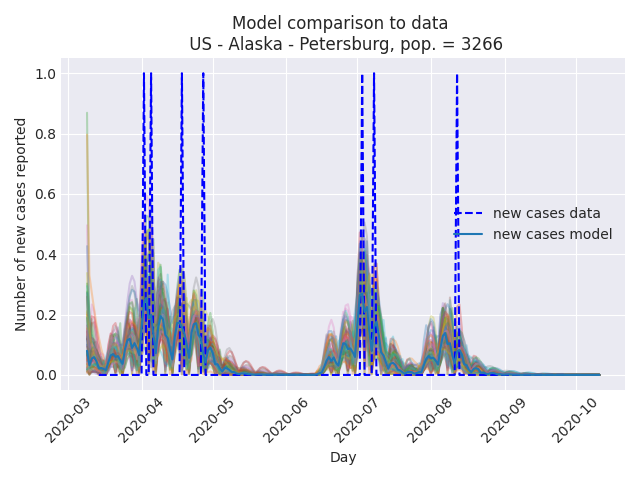 Model comparison to data
US - Alaska - Petersburg, pop. = 3266
Number of new cases reported
1.0
0.8
0.6
0.4
0.2
0.0
new cases data
new cases model
2020-03
2020-04
2020-05
2020-06
2020-07
2020-08
2020-09
2020-10
Day